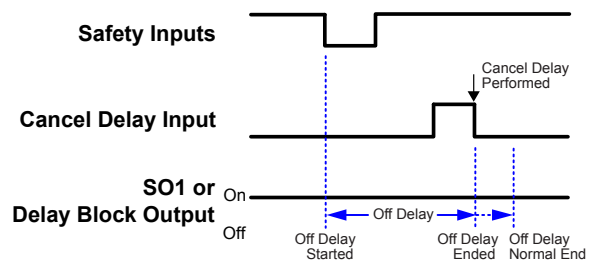 Safety Inputs
Cancel Delay
Performed
Cancel Delay Input
SO1 or
Delay Block Output
On
Off
Off Delay
Off Delay
Started
Off Delay
Ended
Off Delay
Normal End